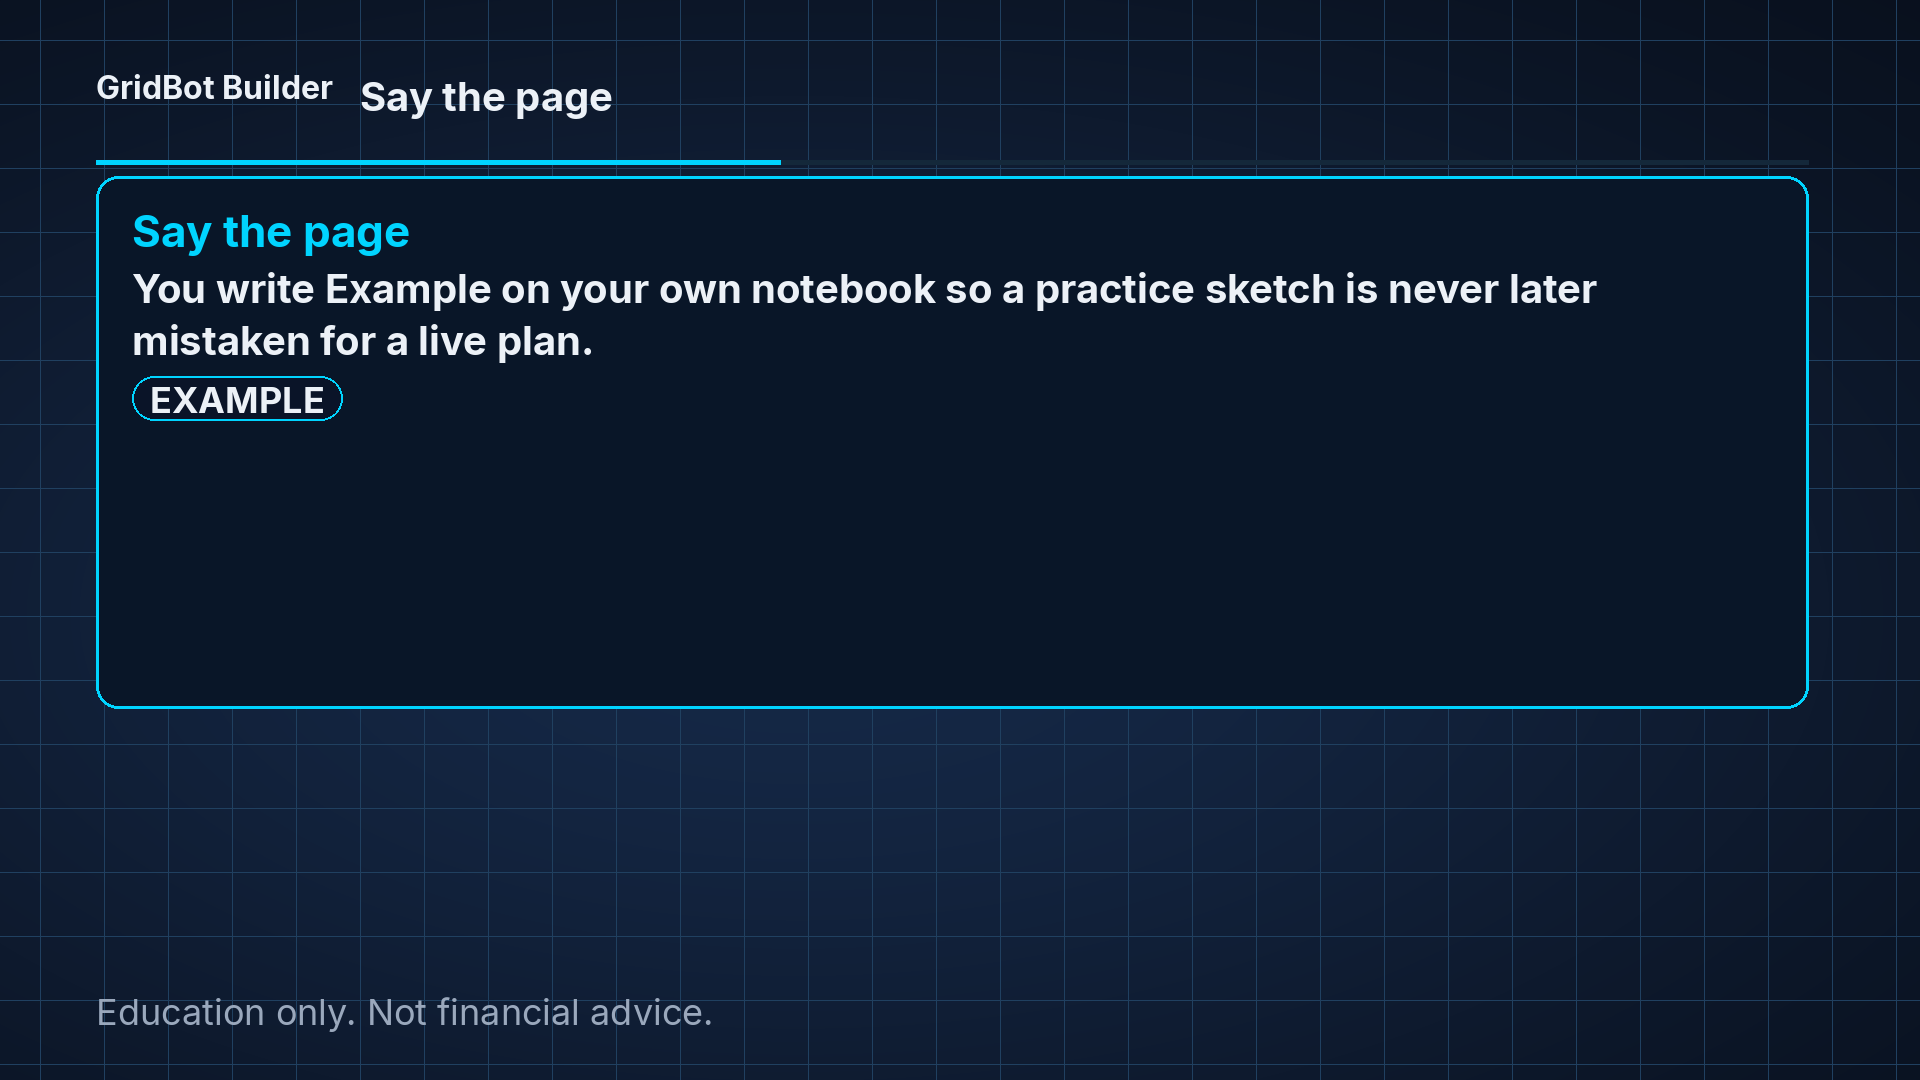 GridBot Builder
Say the page
Say the page
You write Example on your own notebook so a practice sketch is never later
mistaken for a live plan.
EXAMPLE
Education only. Not financial advice.